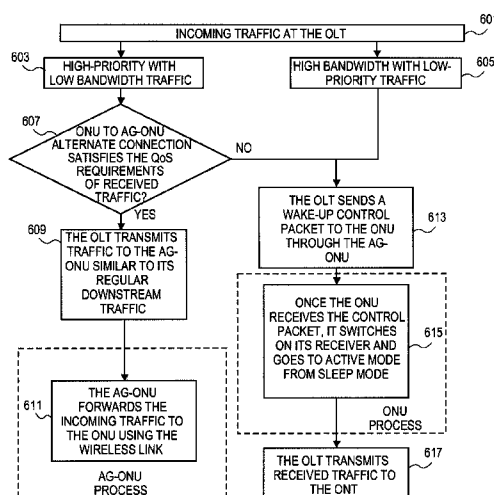 INCOMING TRAFFIC AT THE OLT
601
603
HIGH-PRIORITY WITH
LOW BANDWIDTH TRAFFIC
HIGH BANDWIDTH WITH LOW-
PRIORITY TRAFFIC
605
607
ONU TO AG-ONU
ALTERNATE CONNECTION
SATISFIES THE QoS
REQUIREMENTS
OF RECEIVED
TRAFFIC?
NO
YES
609
THE OLT TRANSMITS
TRAFFIC TO THE AG-
ONU SIMILAR TO ITS
REGULAR
DOWNSTREAM
TRAFFIC
THE OLT SENDS A
WAKE-UP CONTROL
PACKET TO THE ONU
THROUGH THE AG-
ONU
613
ONCE THE ONU
RECEIVES THE CONTROL
PACKET, IT SWITCHES
ON ITS RECEIVER AND
GOES TO ACTIVE MODE
FROM SLEEP MODE
615
ONU
PROCESS
611
THE AG-ONU
FORWARDS THE
INCOMING TRAFFIC TO
THE ONU USING THE
WIRELESS LINK
AG-ONU
PROCESS
617
THE OLT TRANSMITS
RECEIVED TRAFFIC TO
THE ONT